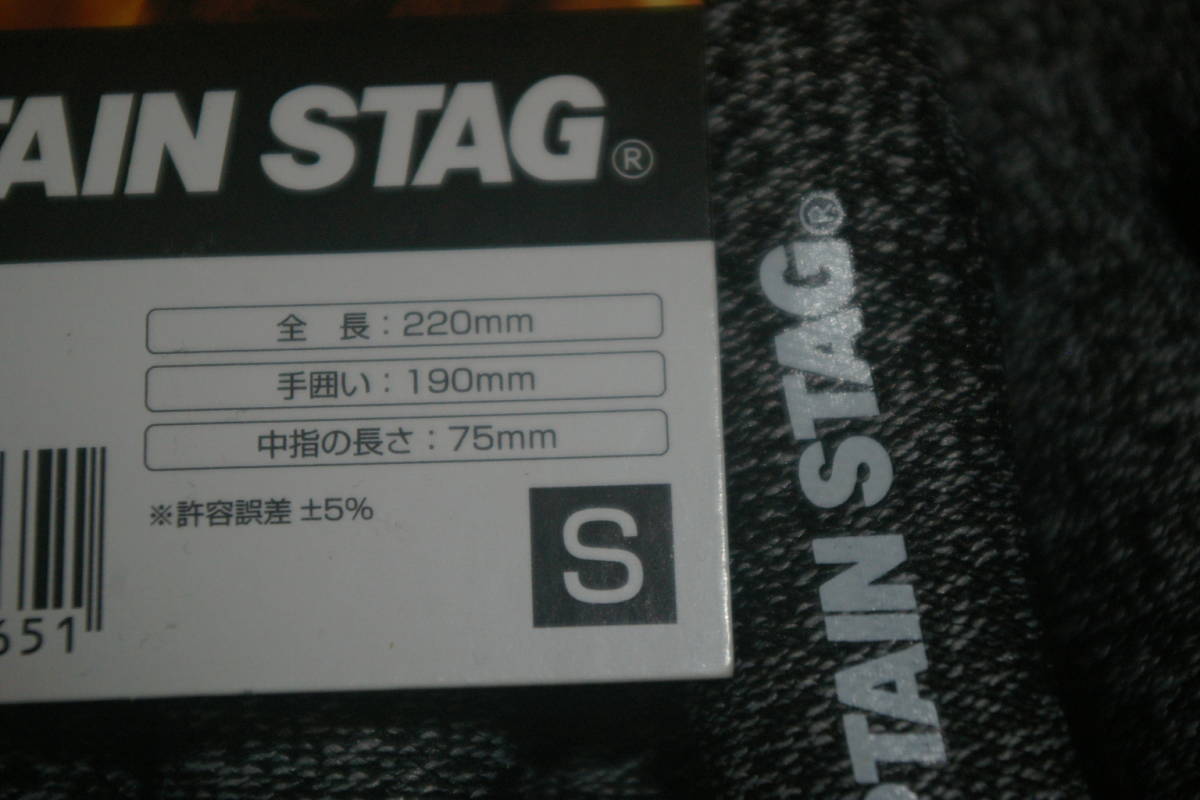 TAIN STAG®
全 長：220mm
手囲い：190mm
中指の長さ：75mm
※許容誤差 ±5%
S
651
PTAIN STAG®